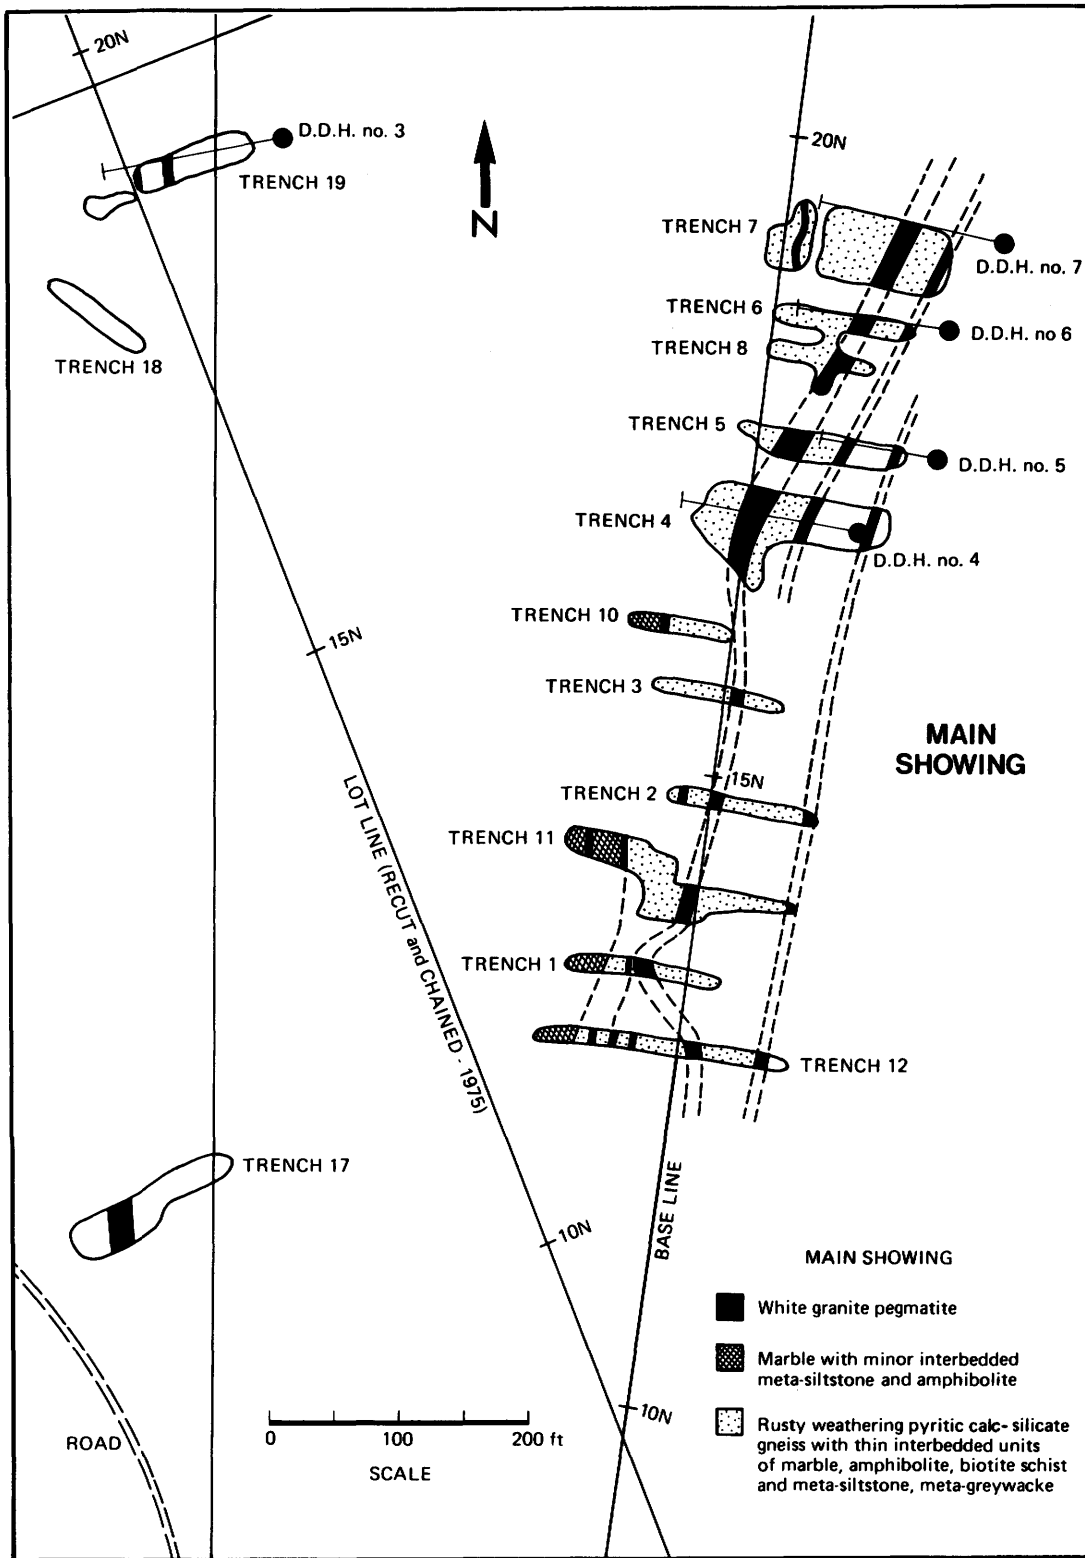 20N
D.D.H. no. 3
TRENCH 19
N
20N
TRENCH 7
D.D.H. no. 7
TRENCH 6
D.D.H. no 6
TRENCH 8
TRENCH 18
TRENCH 5
D.D.H. no. 5
TRENCH 4
D.D.H. no. 4
TRENCH 10
15N
TRENCH 3
MAIN
SHOWING
15N
TRENCH 2
LOT LINE (RECUT and CHAINED - 1975)
TRENCH 11
TRENCH 1
TRENCH 12
TRENCH 17
BASE LINE
10N
MAIN SHOWING
White granite pegmatite
Marble with minor interbedded
meta-siltstone and amphibolite
10N
Rusty weathering pyritic calc-silicate
gneiss with thin interbedded units
of marble, amphibolite, biotite schist
and meta-siltstone, meta-greywacke
ROAD
0 100 200 ft
SCALE